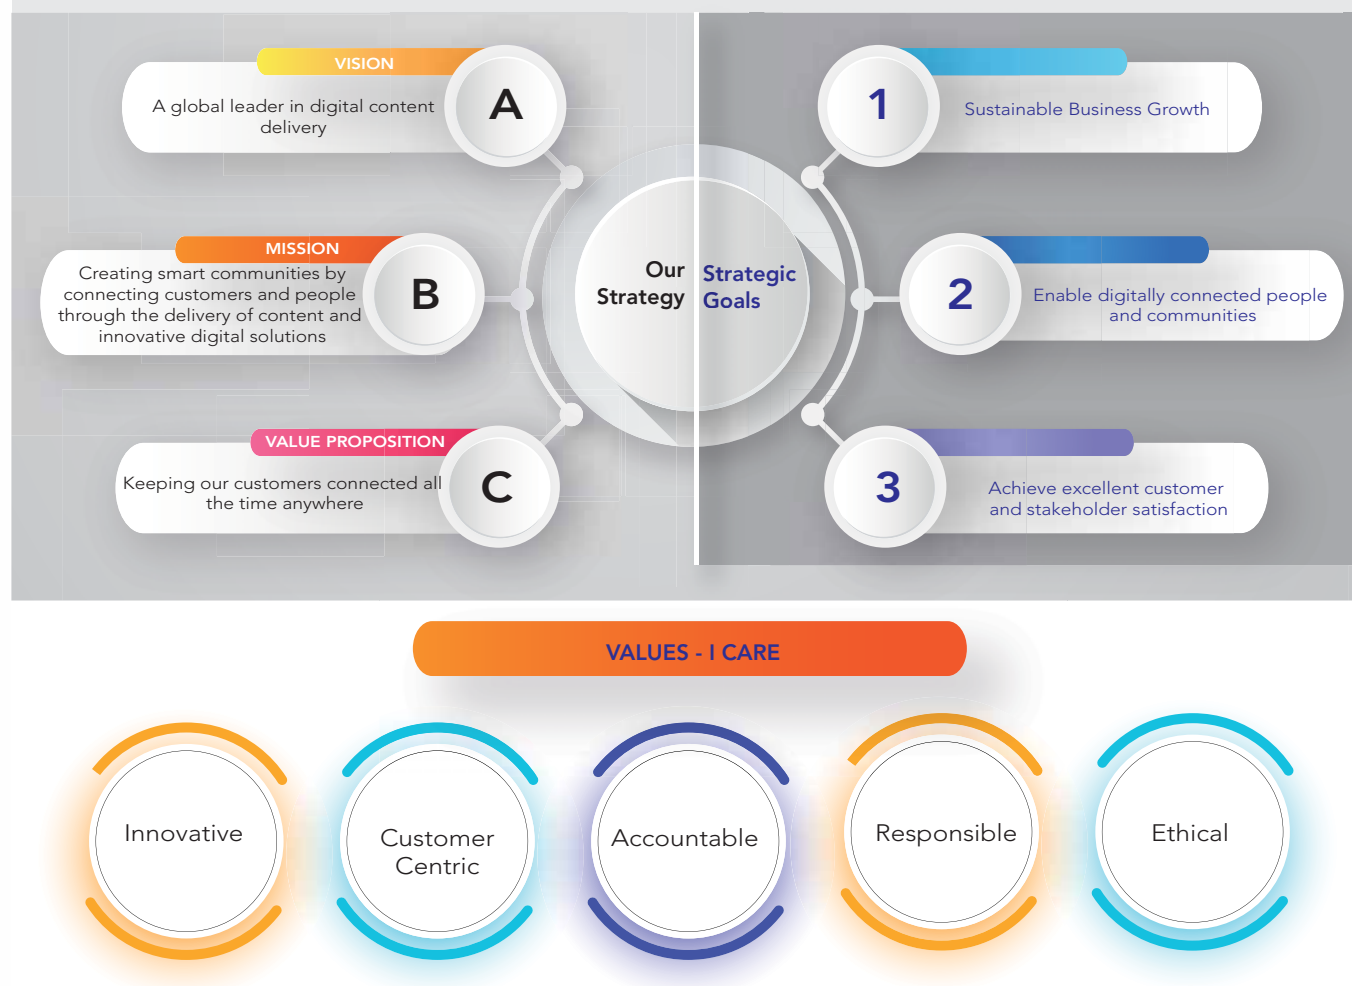 VISION
A
A global leader in digital content
delivery
MISSION
B
Creating smart communities by
connecting customers and people
through the delivery of content and
innovative digital solutions
VALUE PROPOSITION
C
Keeping our customers connected all
the time anywhere
Our
Strategy
Strategic
Goals
1
Sustainable Business Growth
2
Enable digitally connected people
and communities
3
Achieve excellent customer
and stakeholder satisfaction
VALUES - I CARE
Innovative
Customer
Centric
Accountable
Responsible
Ethical